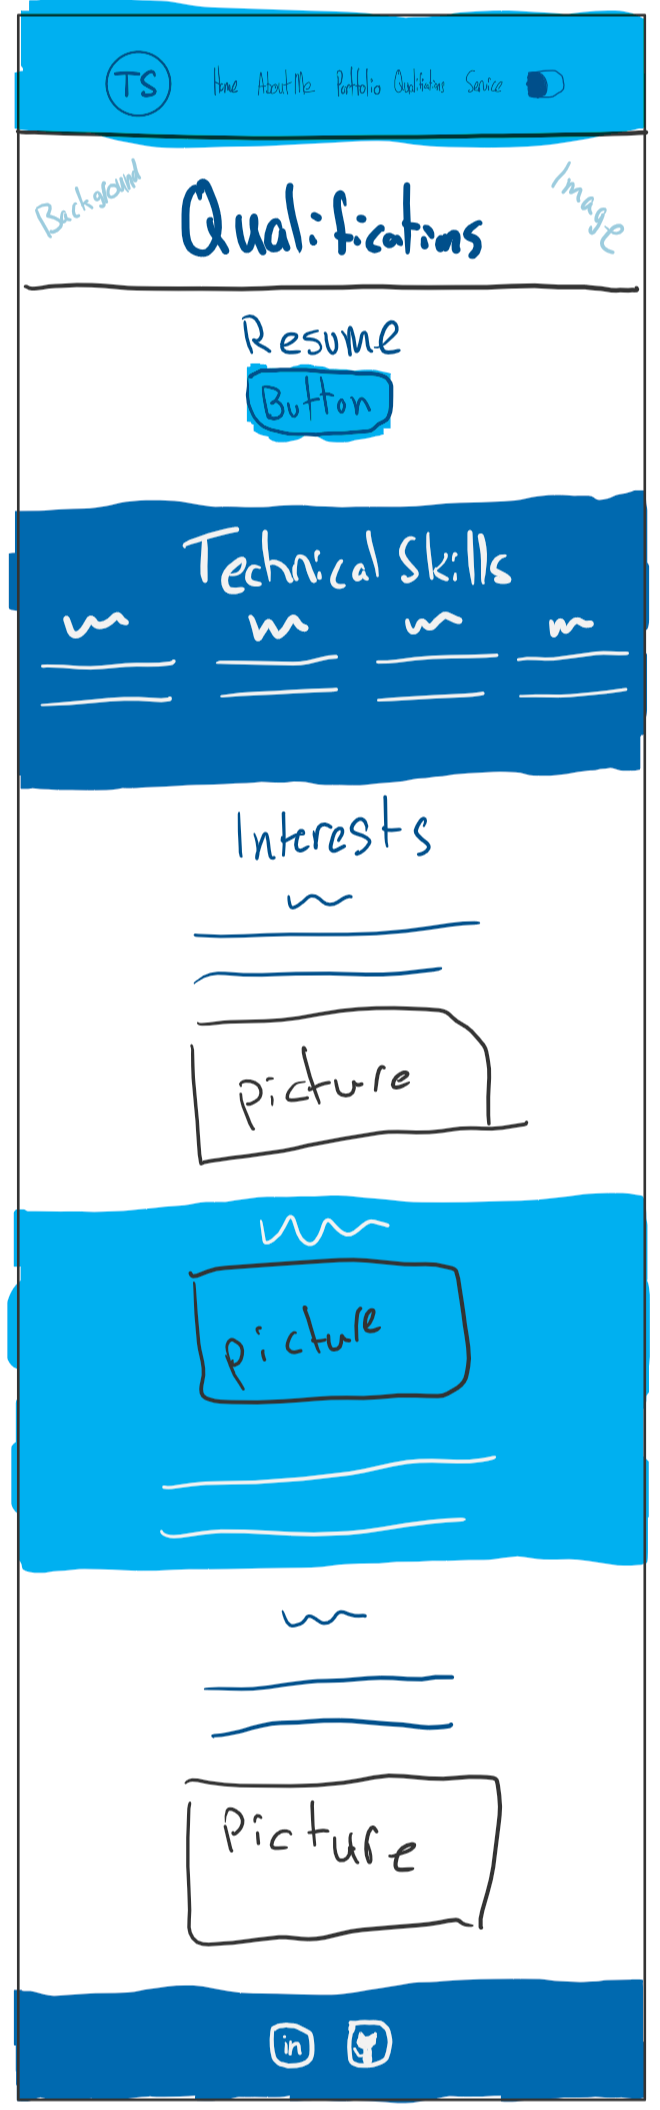 TS Home About Me Portfolio Qualifications Service
Background
Image
Qualifications
Resume
Button
Technical Skills
Interests
picture
picture
Picture
in